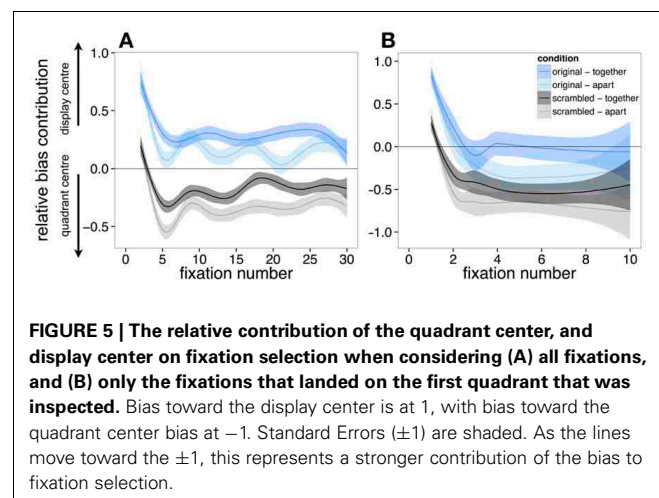 A
B
relative bias contribution
display centre
quadrant centre
1.0
0.5
0.0
−0.5
0 5 10 15 20 25 30
fixation number
1.0
0.5
0.0
−0.5
−1.0
0 2 4 6 8 10
fixation number
condition
original − together
original − apart
scrambled − together
scrambled − apart
FIGURE 5 | The relative contribution of the quadrant center, and
display center on fixation selection when considering (A) all fixations,
and (B) only the fixations that landed on the first quadrant that was
inspected. Bias toward the display center is at 1, with bias toward the
quadrant center bias at −1. Standard Errors (±1) are shaded. As the lines
move toward the ±1, this represents a stronger contribution of the bias to
fixation selection.